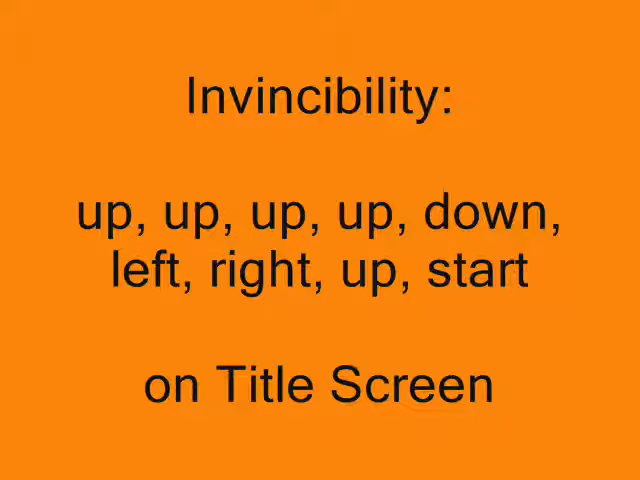 Invincibility:
up, up, up, up, down,
left, right, up, start
on Title Screen